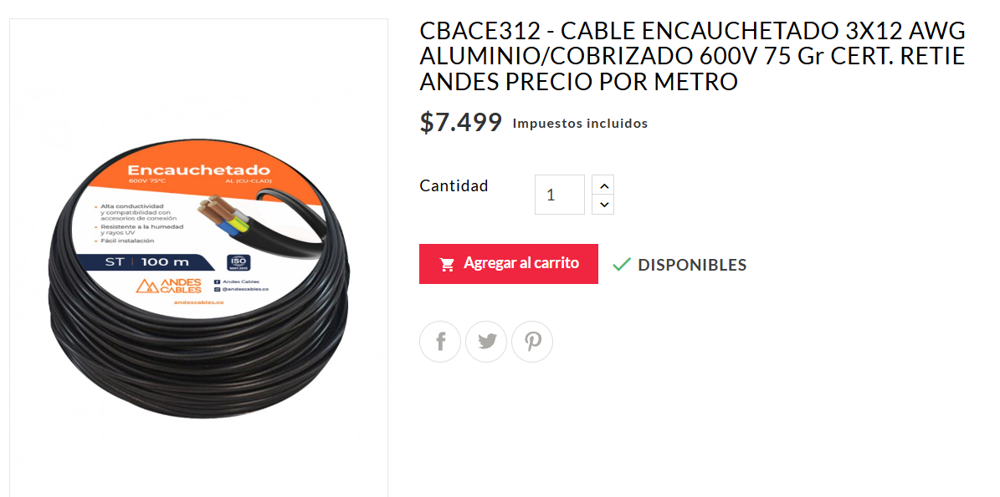 CBACE312 - CABLE ENCAUCHETADO 3X12 AWG
ALUMINIO/COBRIZADO 600V 75 Gr CERT. RETIE
ANDES PRECIO POR METRO
$7.499 Impuestos incluidos
Cantidad 1
Agregar al carrito DISPONIBLES
Encauchetado
600V 75°C AL (CU-CLAD)
• Alta conductividad
y compatibilidad con
accesorios de conexión
• Resistente a la humedad
y rayos UV
• Fácil instalación
ST | 100 m
ISO
ANDES
CABLES
Andes Cables
@andescables.co
andescables.co